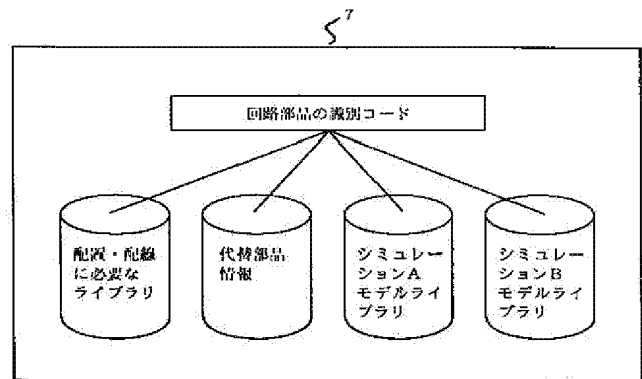 7
回路部品の識別コード
配置・配線
に必要な
ライブラリ
代替部品
情報
シミュレー
ションA
モデルライ
ブラリ
シミュレー
ションB
モデルライ
ブラリ